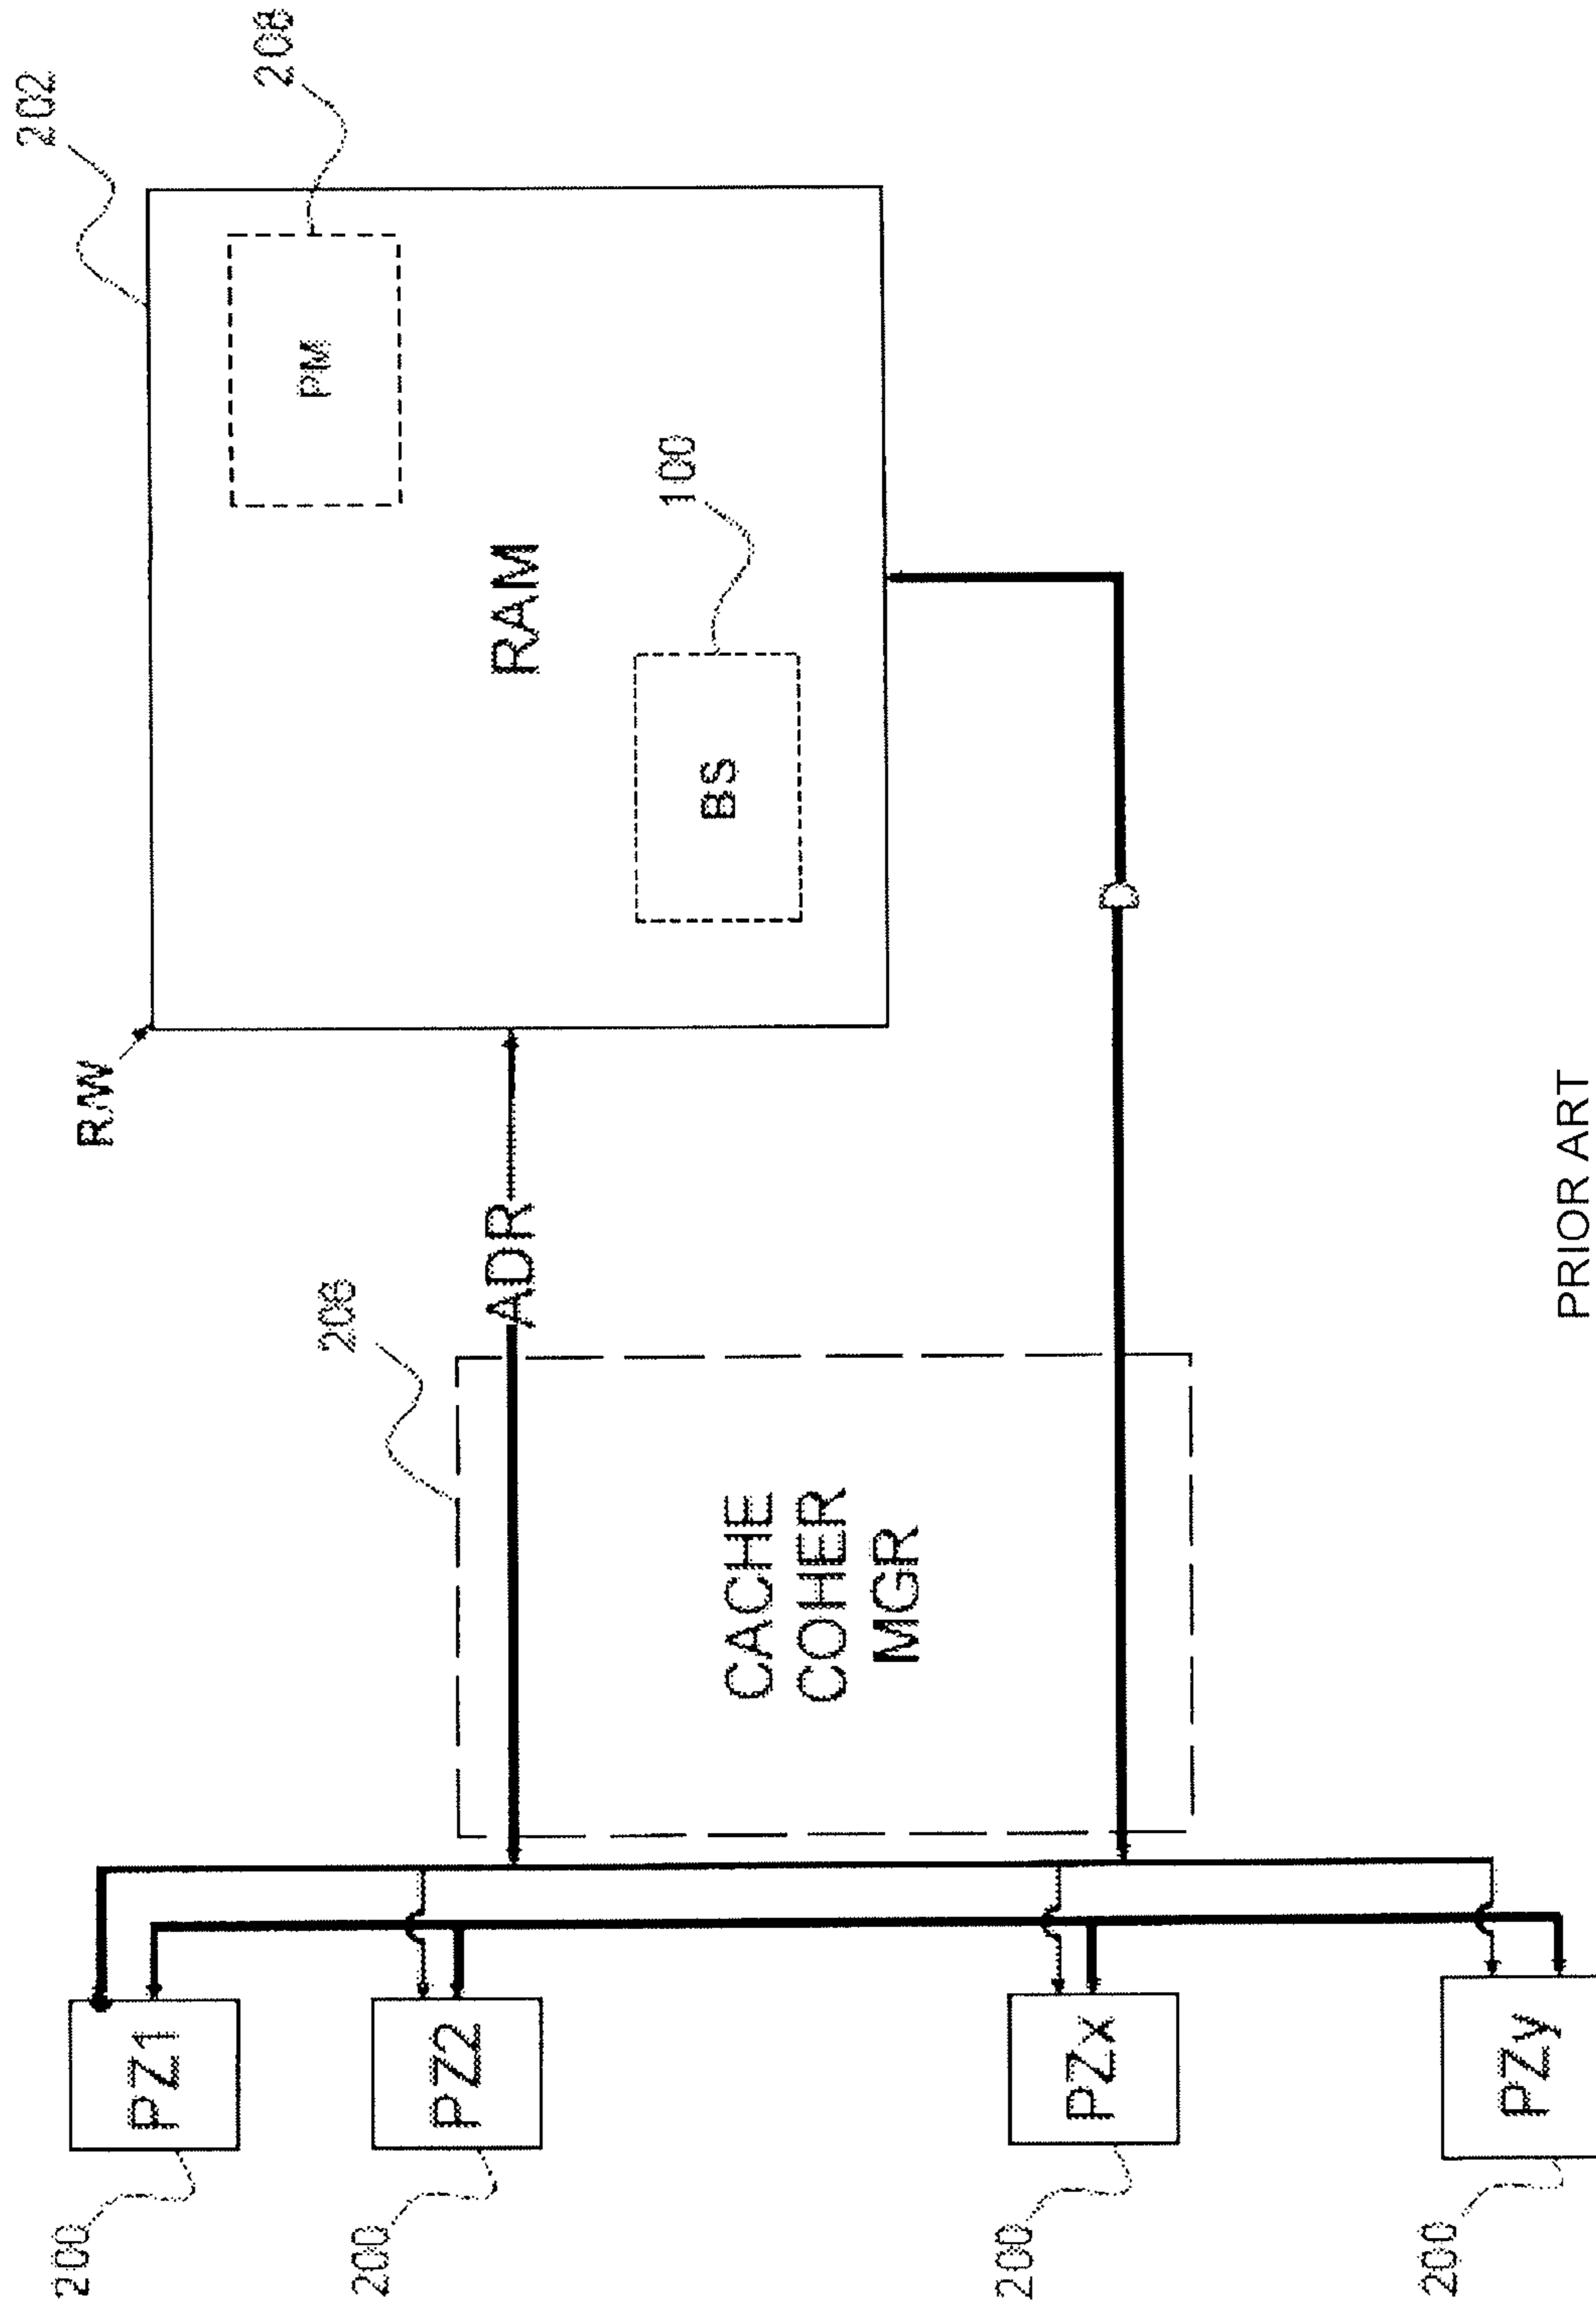 202
200
R/W
PZ1
208
PM
206
200
PZ2
ADR
RAM
100
BS
CACHE
COHER
MGR
200
PZx
D
200
PZy
PRIOR ART